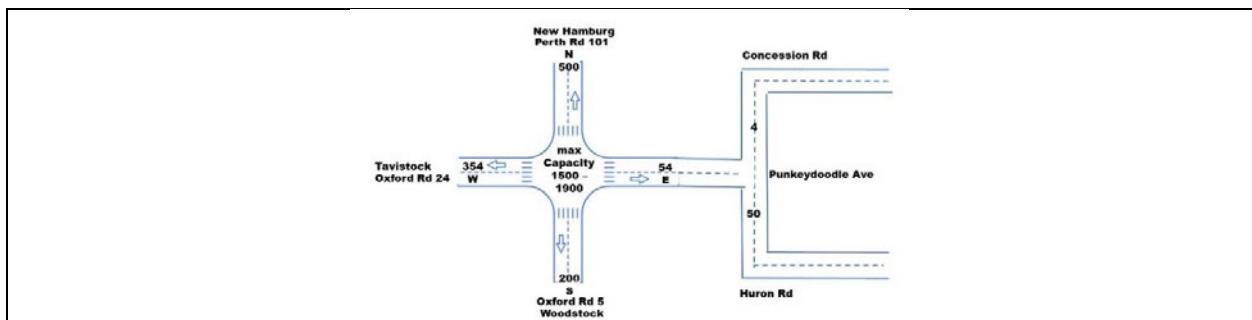 New Hamburg
Perth Rd 101
N
500
Concession Rd
4
max
Capacity
1500 –
1900
Tavistock
Oxford Rd 24
354
W
54
E
Punkeydoodle Ave
50
200
S
Oxford Rd 5
Woodstock
Huron Rd